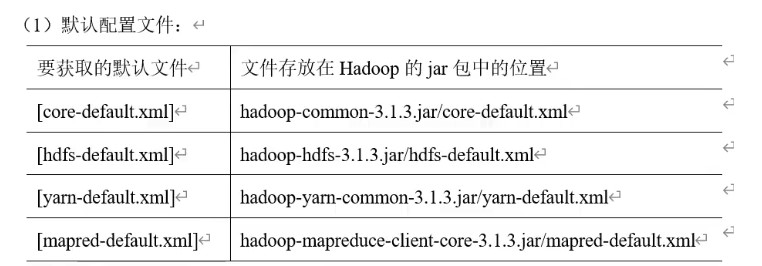 （1）默认配置文件：
要获取的默认文件 文件存放在 Hadoop 的 jar 包中的位置
[core-default.xml] hadoop-common-3.1.3.jar/core-default.xml
[hdfs-default.xml] hadoop-hdfs-3.1.3.jar/hdfs-default.xml
[yarn-default.xml] hadoop-yarn-common-3.1.3.jar/yarn-default.xml
[mapred-default.xml] hadoop-mapreduce-client-core-3.1.3.jar/mapred-default.xml